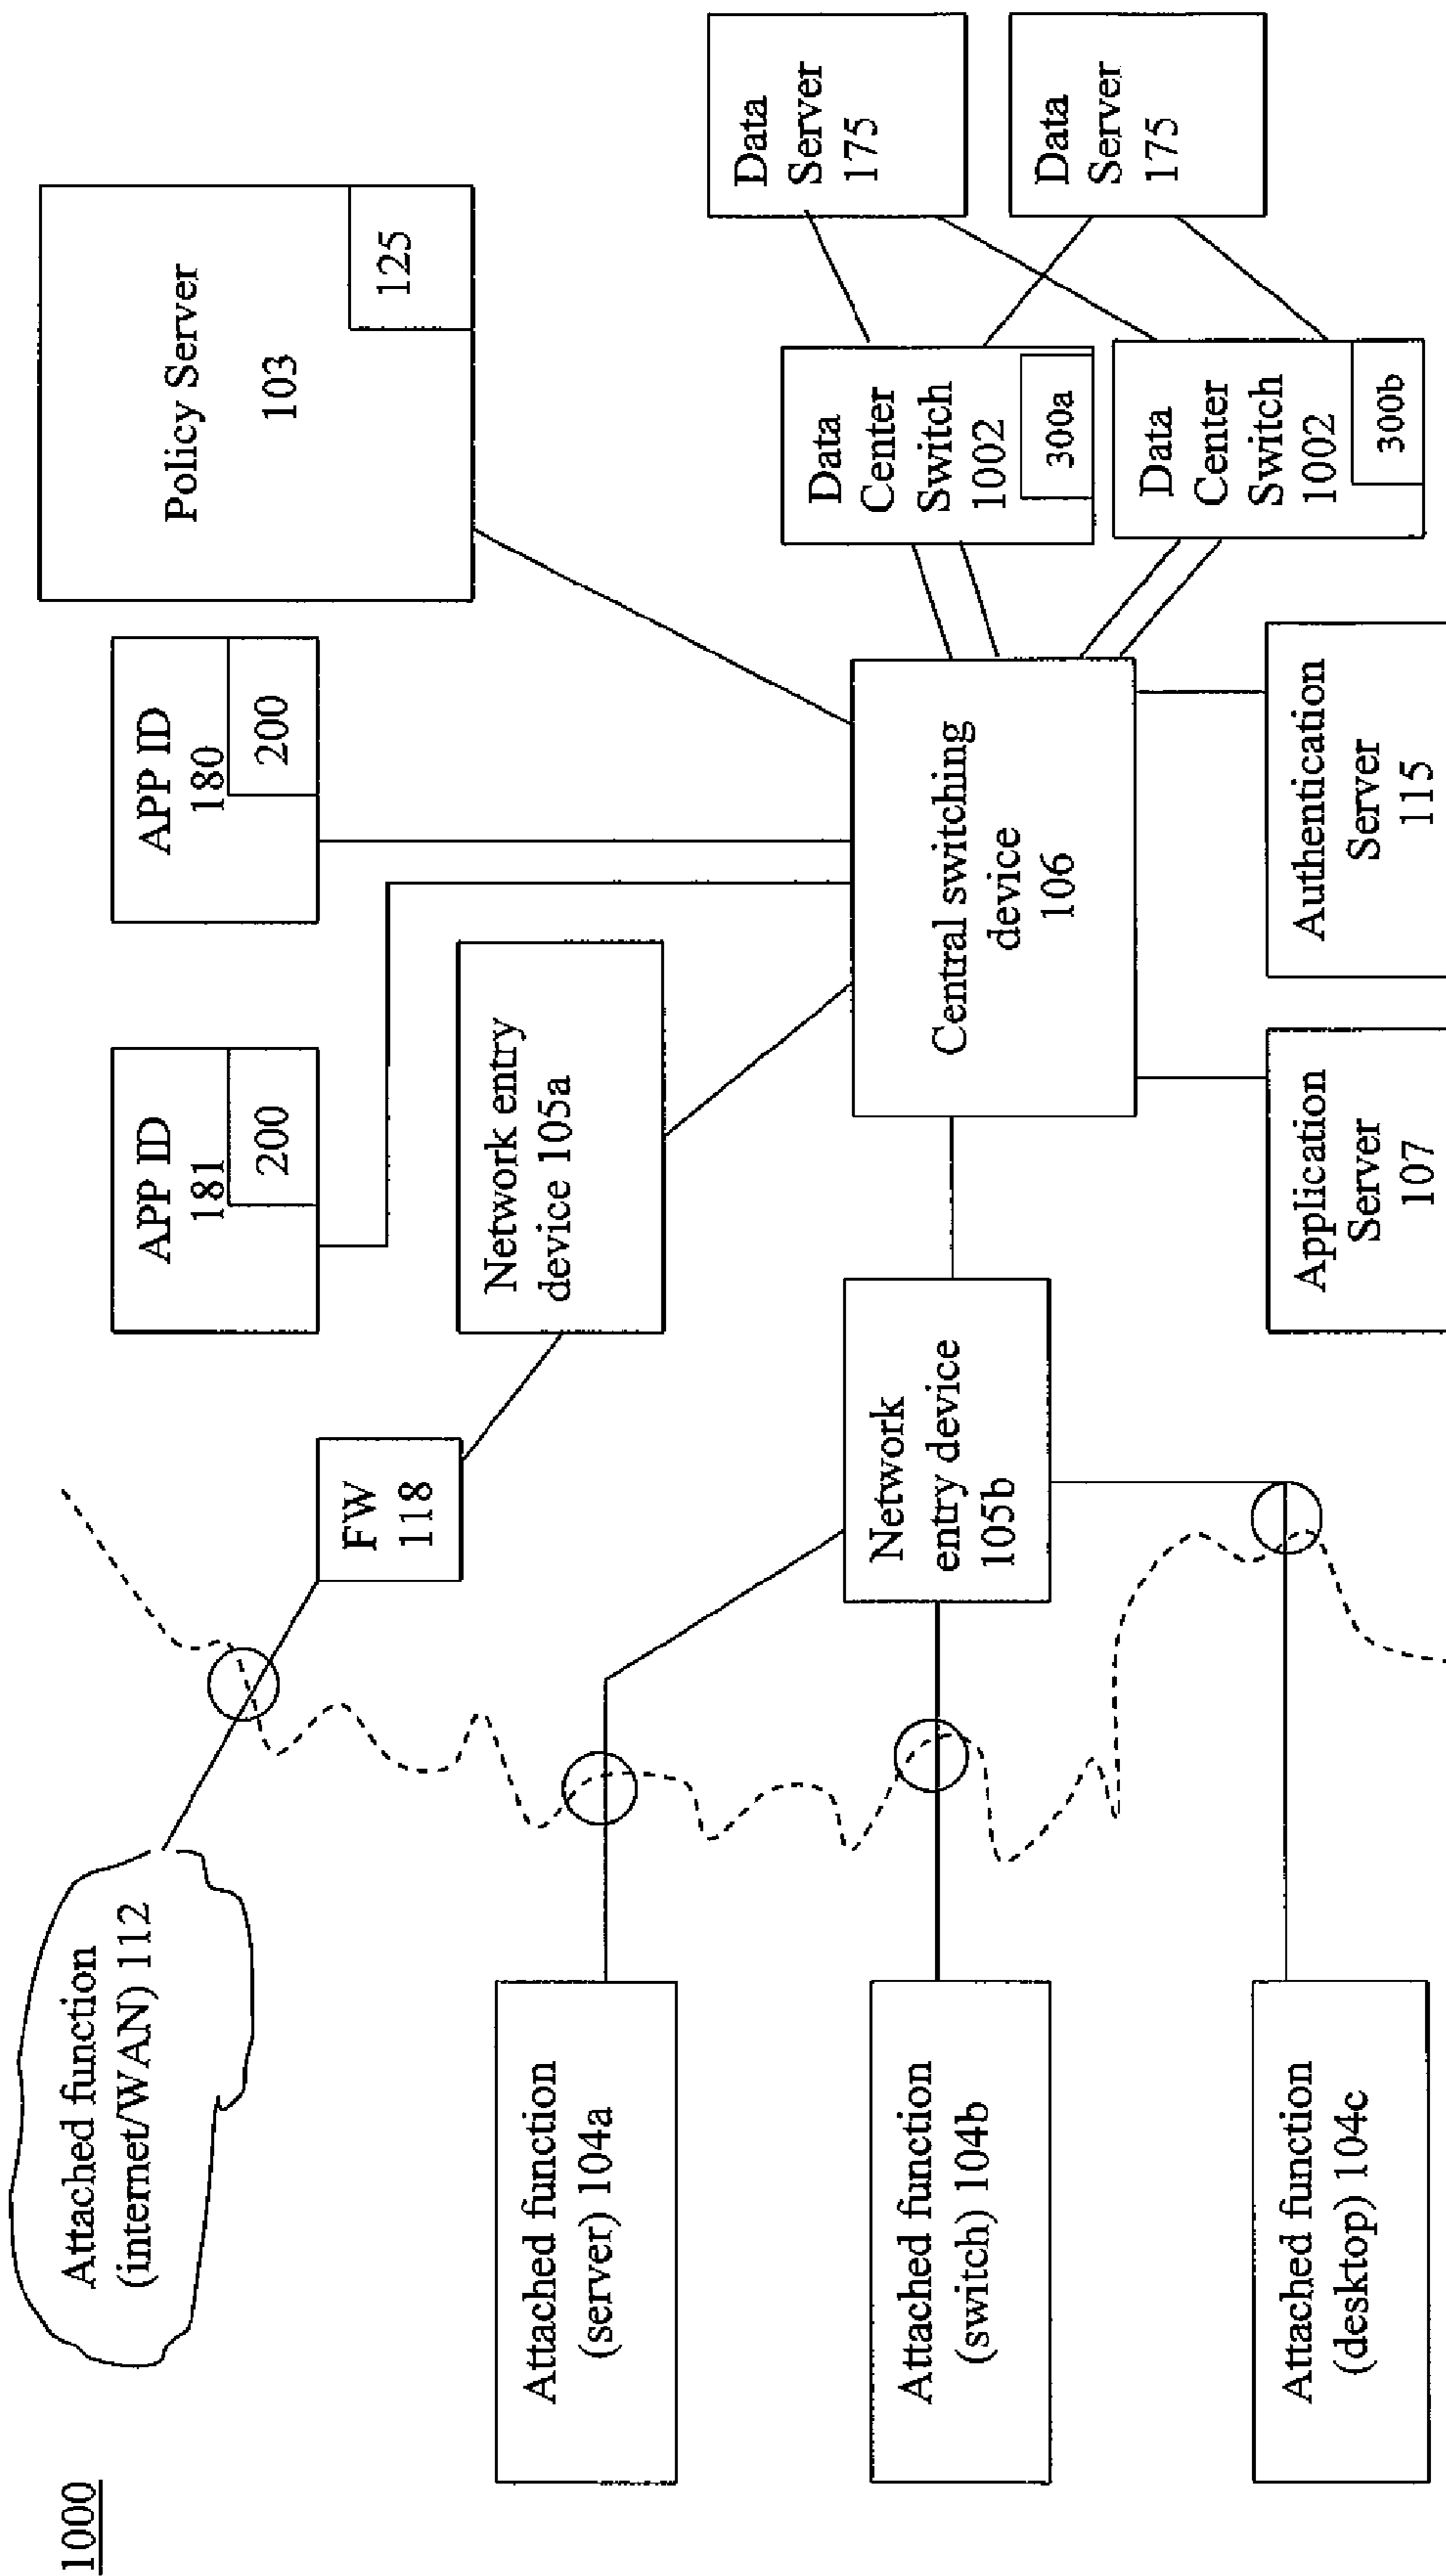 1000
Attached function
(internet/WAN) 112
FW
118
APP ID
181
200
APP ID
180
200
Policy Server
103
125
Network entry
device 105a
Attached function
(server) 104a
Attached function
(switch) 104b
Attached function
(desktop) 104c
Network
entry device
105b
Central switching
device
106
Data
Center
Switch
1002
300a
Data
Center
Switch
1002
300b
Data
Server
175
Data
Server
175
Application
Server
107
Authentication
Server
115